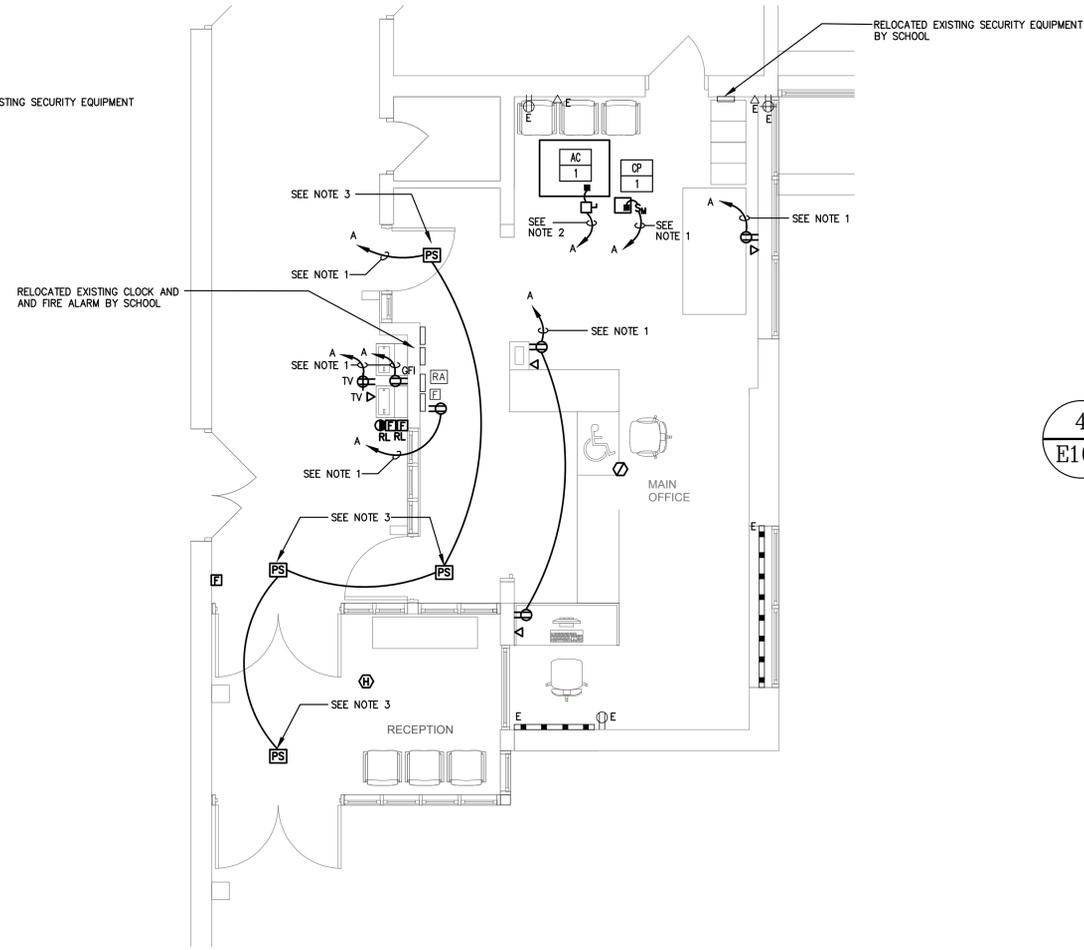 RELOCATED EXISTING SECURITY EQUIPMENT
BY SCHOOL
STING SECURITY EQUIPMENT
E
E
E
E
AC
1
CP
1
SEE NOTE 3
J
SM
SEE
NOTE 2
SEE
NOTE 1
A
A
A
SEE NOTE 1
A
PS
SEE NOTE 1
RELOCATED EXISTING CLOCK AND
AND FIRE ALARM BY SCHOOL
A
SEE NOTE 1
A
A
SEE NOTE 1
GFI
TV
TV
RA
F
F
F
RL
RL
A
SEE NOTE 1
4
E1
MAIN
OFFICE
SEE NOTE 3
E
PS
PS
F
H
SEE NOTE 3
E
E
RECEPTION
PS